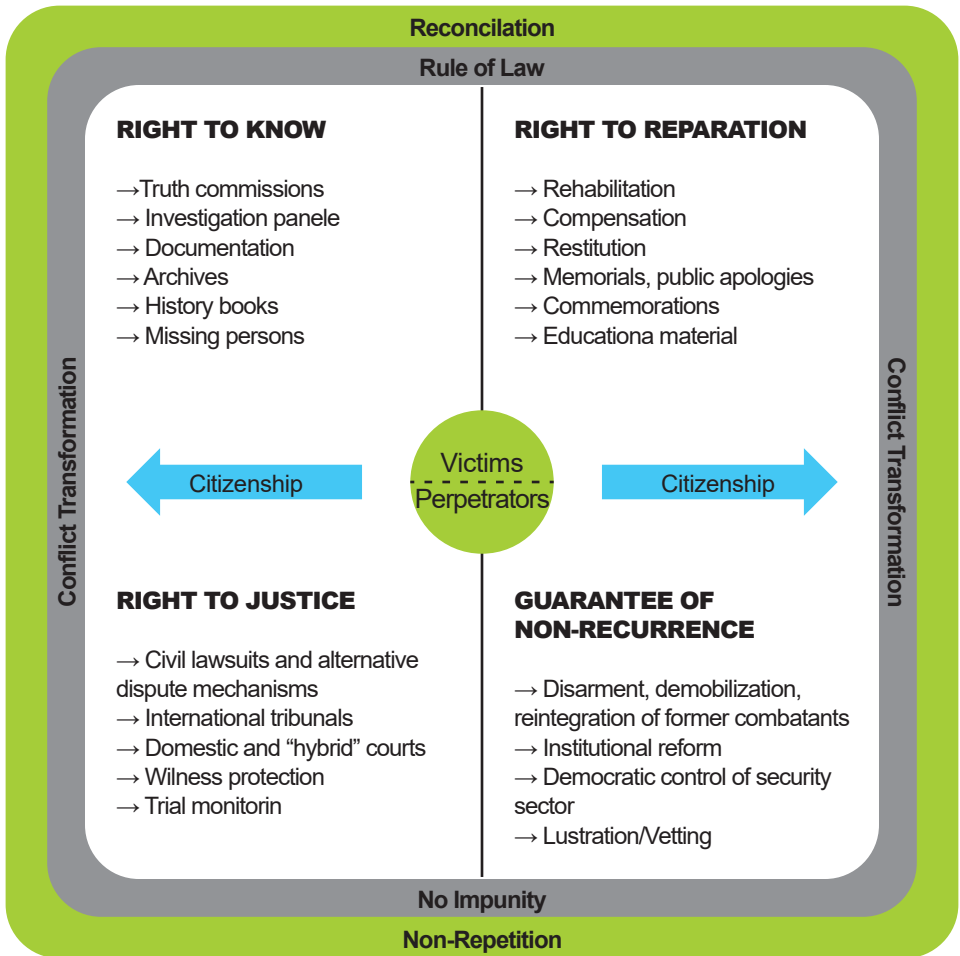 Reconcilation
Rule of Law
RIGHT TO KNOW
→Truth commissions
→ Investigation panele
→ Documentation
→ Archives
→ History books
→ Missing persons
RIGHT TO REPARATION
→ Rehabilitation
→ Compensation
→ Restitution
→ Memorials, public apologies
→ Commemorations
→ Educationa material
Conflict Transformation
Citizenship
Victims
Perpetrators
Citizenship
Conflict Transformation
RIGHT TO JUSTICE
→ Civil lawsuits and alternative
dispute mechanisms
→ International tribunals
→ Domestic and “hybrid” courts
→ Wilness protection
→ Trial monitorin
GUARANTEE OF
NON-RECURRENCE
→ Disarment, demobilization,
reintegration of former combatants
→ Institutional reform
→ Democratic control of security
sector
→ Lustration/Vetting
No Impunity
Non-Repetition